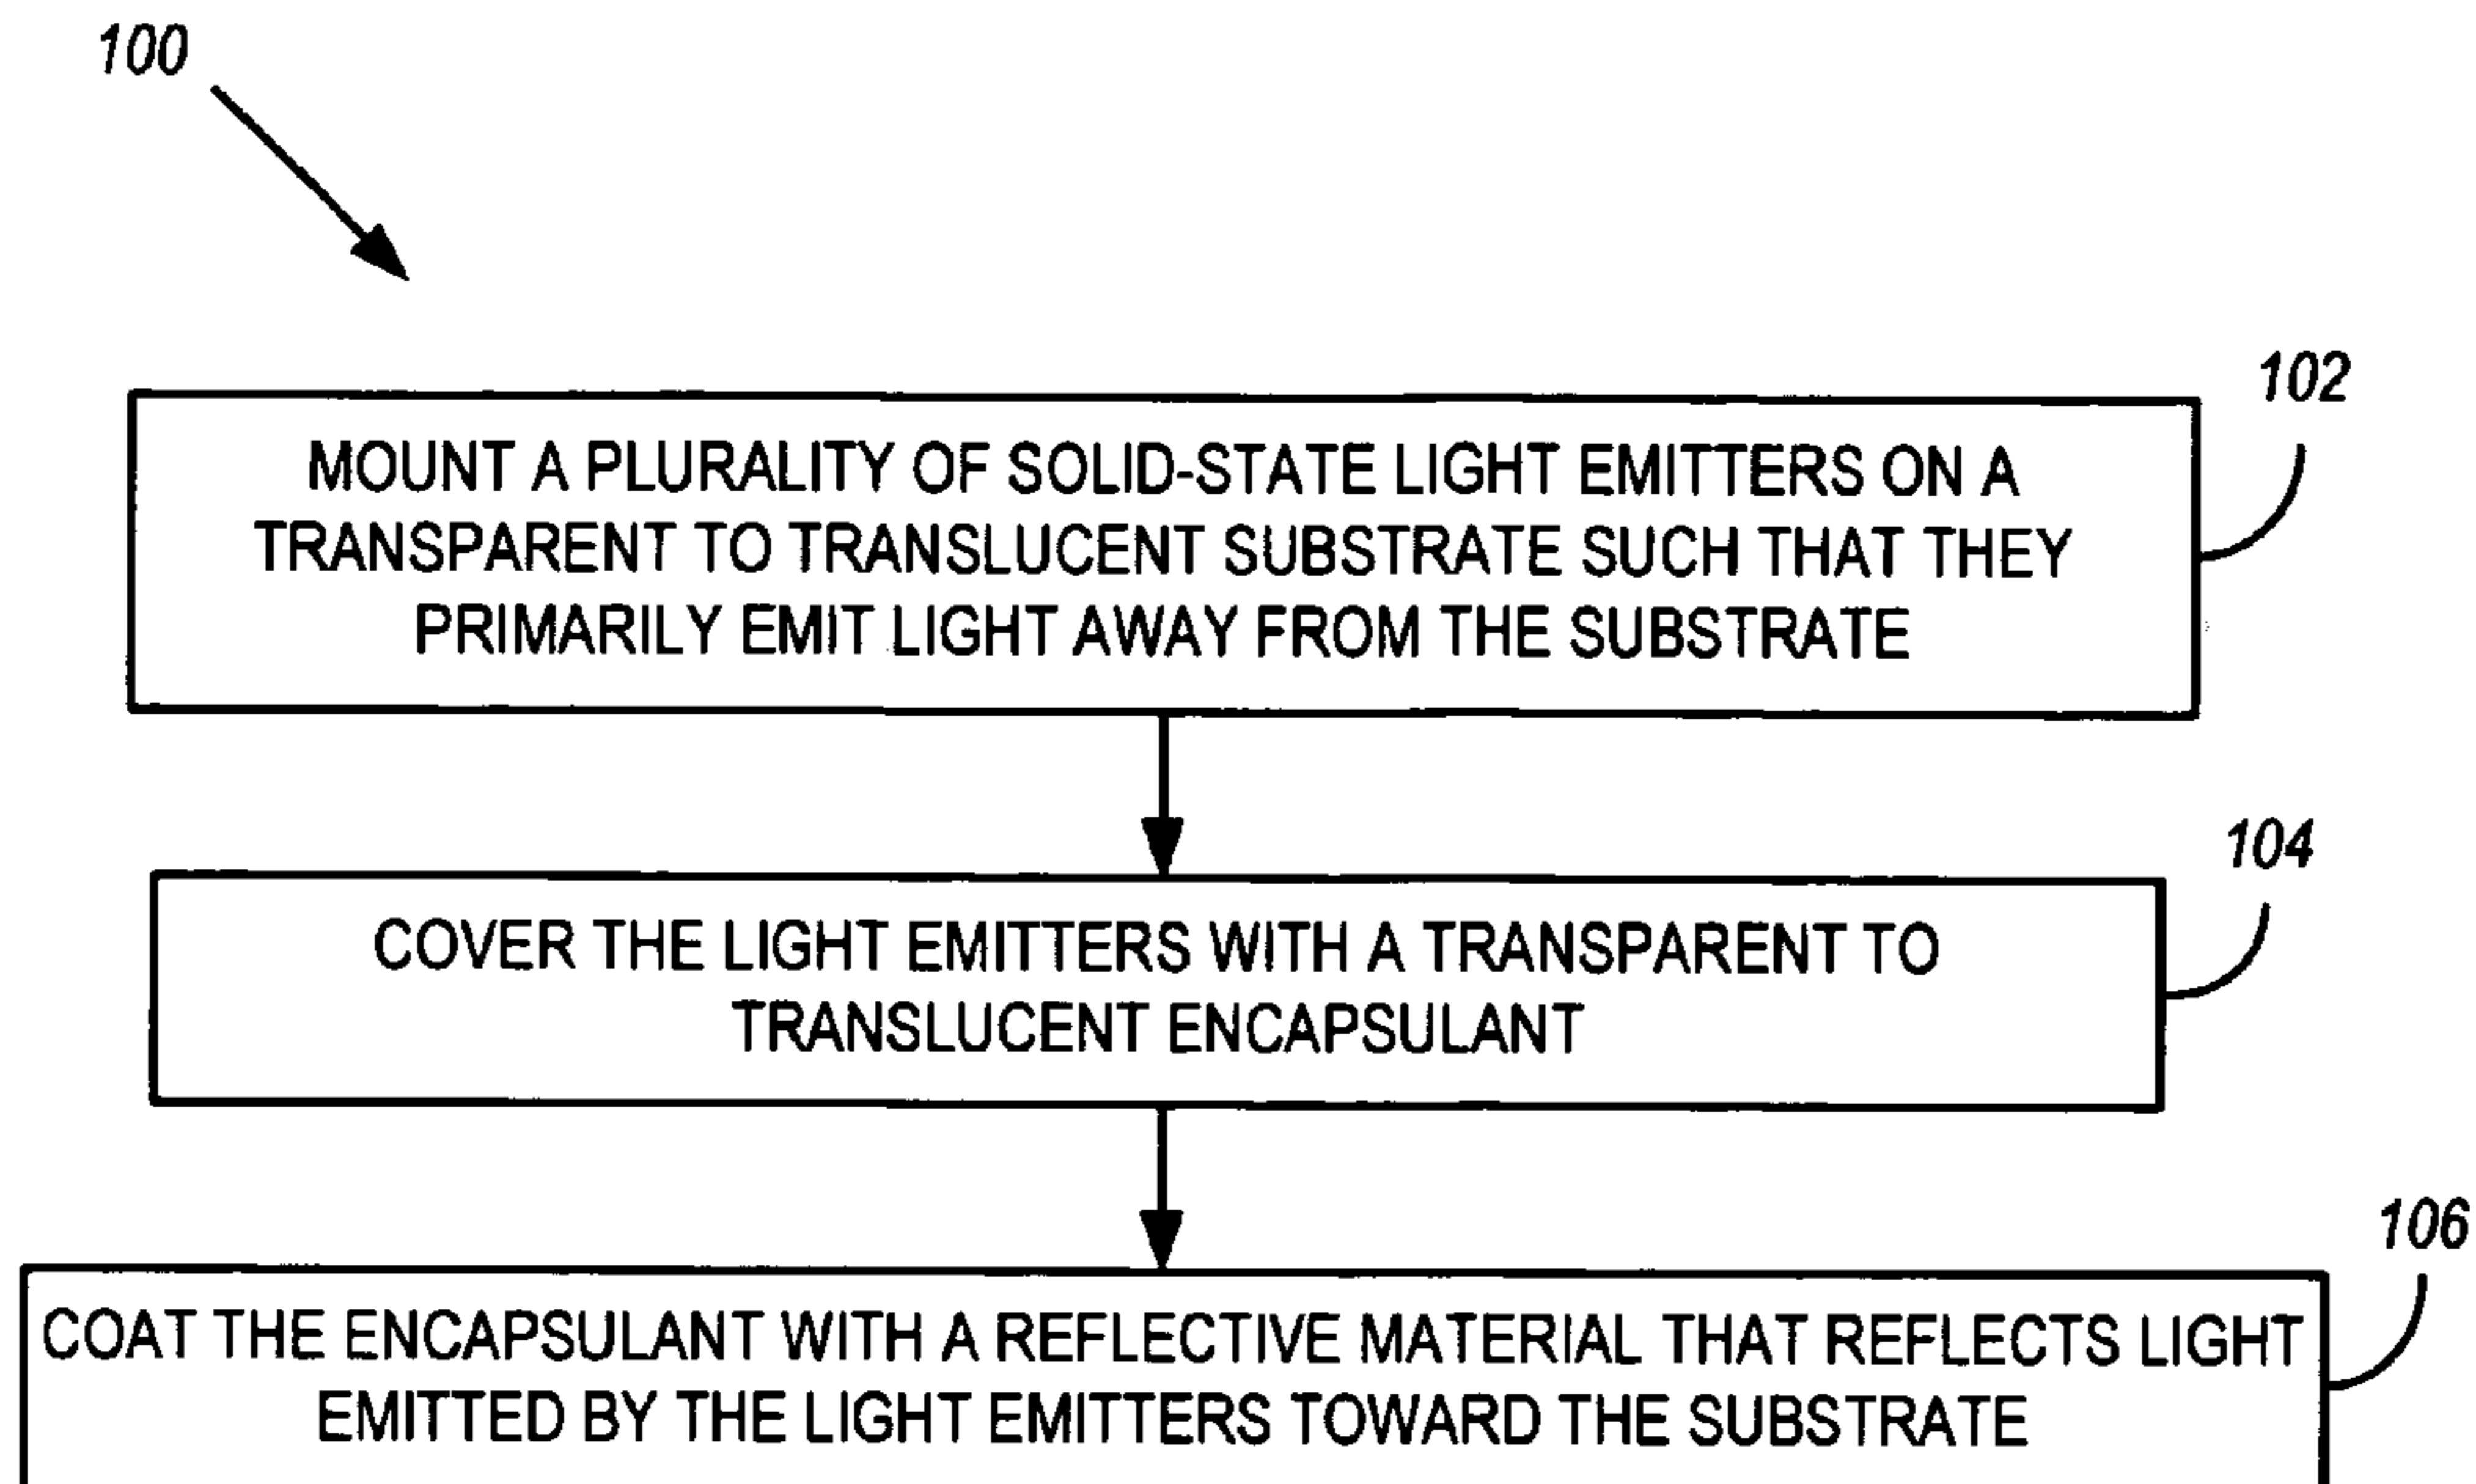 100
102
MOUNT A PLURALITY OF SOLID-STATE LIGHT EMITTERS ON A
TRANSPARENT TO TRANSLUCENT SUBSTRATE SUCH THAT THEY
PRIMARILY EMIT LIGHT AWAY FROM THE SUBSTRATE
104
COVER THE LIGHT EMITTERS WITH A TRANSPARENT TO
TRANSLUCENT ENCAPSULANT
106
COAT THE ENCAPSULANT WITH A REFLECTIVE MATERIAL THAT REFLECTS LIGHT
EMITTED BY THE LIGHT EMITTERS TOWARD THE SUBSTRATE